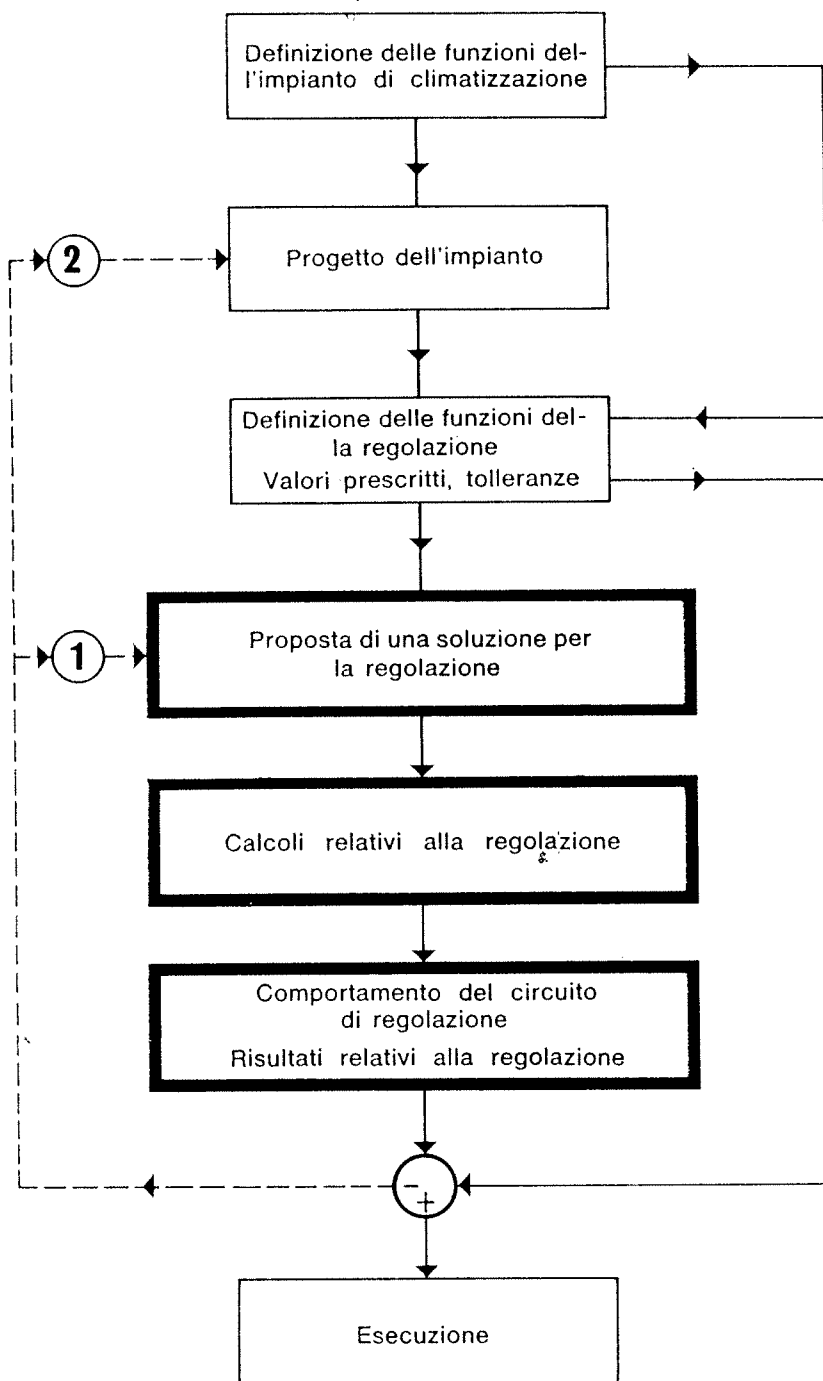 Definizione delle funzioni del-
l'impianto di climatizzazione
2
Progetto dell'impianto
Definizione delle funzioni del-
la regolazione
Valori prescritti, tolleranze
1
Proposta di una soluzione per
la regolazione
Calcoli relativi alla regolazione
Comportamento del circuito
di regolazione
Risultati relativi alla regolazione
-
+
Esecuzione